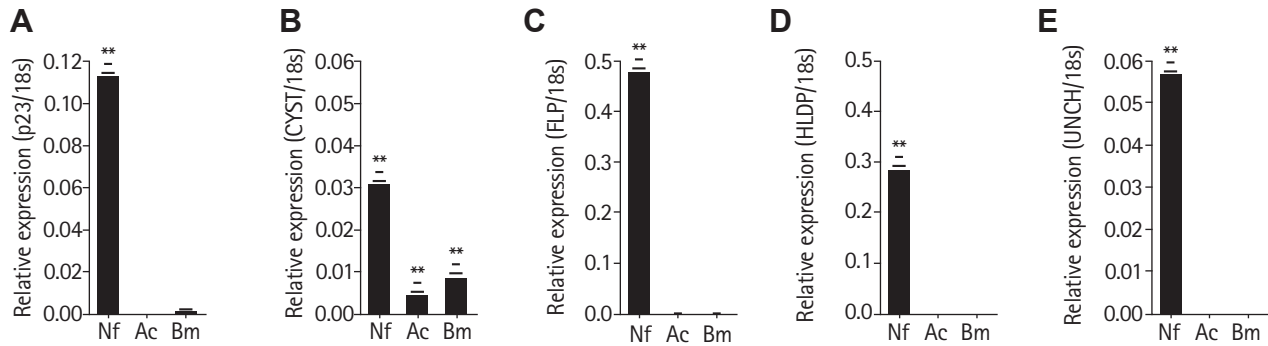 A
Relative expression (p23/18s)
0.12
0.10
0.08
0.06
0.04
0.02
0.00
**
Nf Ac Bm
B
Relative expression (CYST/18s)
0.06
0.05
0.04
0.03
0.02
0.01
0.00
**
**
**
Nf Ac Bm
C
Relative expression (FLP/18s)
0.5
0.4
0.3
0.2
0.1
0.0
**
Nf Ac Bm
D
Relative expression (HLDP/18s)
0.5
0.4
0.3
0.2
0.1
0.0
**
Nf Ac Bm
E
Relative expression (UNCH/18s)
0.06
0.05
0.04
0.03
0.02
0.01
0.00
**
Nf Ac Bm